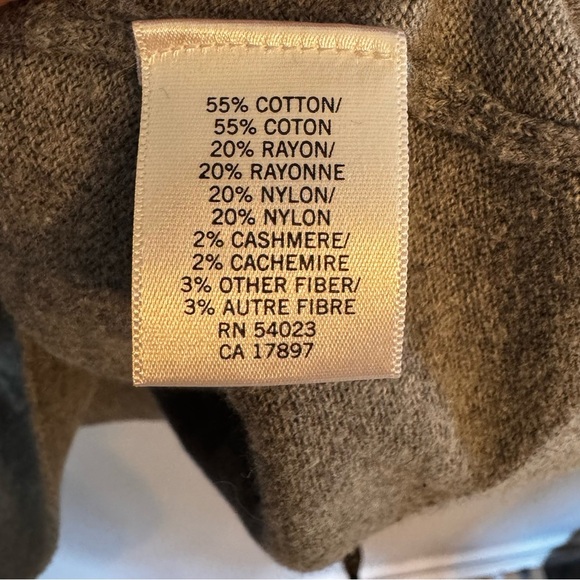 55% COTTON/
55% COTON
20% RAYON/
20% RAYONNE
20% NYLON/
20% NYLON
2% CASHMERE/
2% CACHEMIRE
3% OTHER FIBER/
3% AUTRE FIBRE
RN 54023
CA 17897